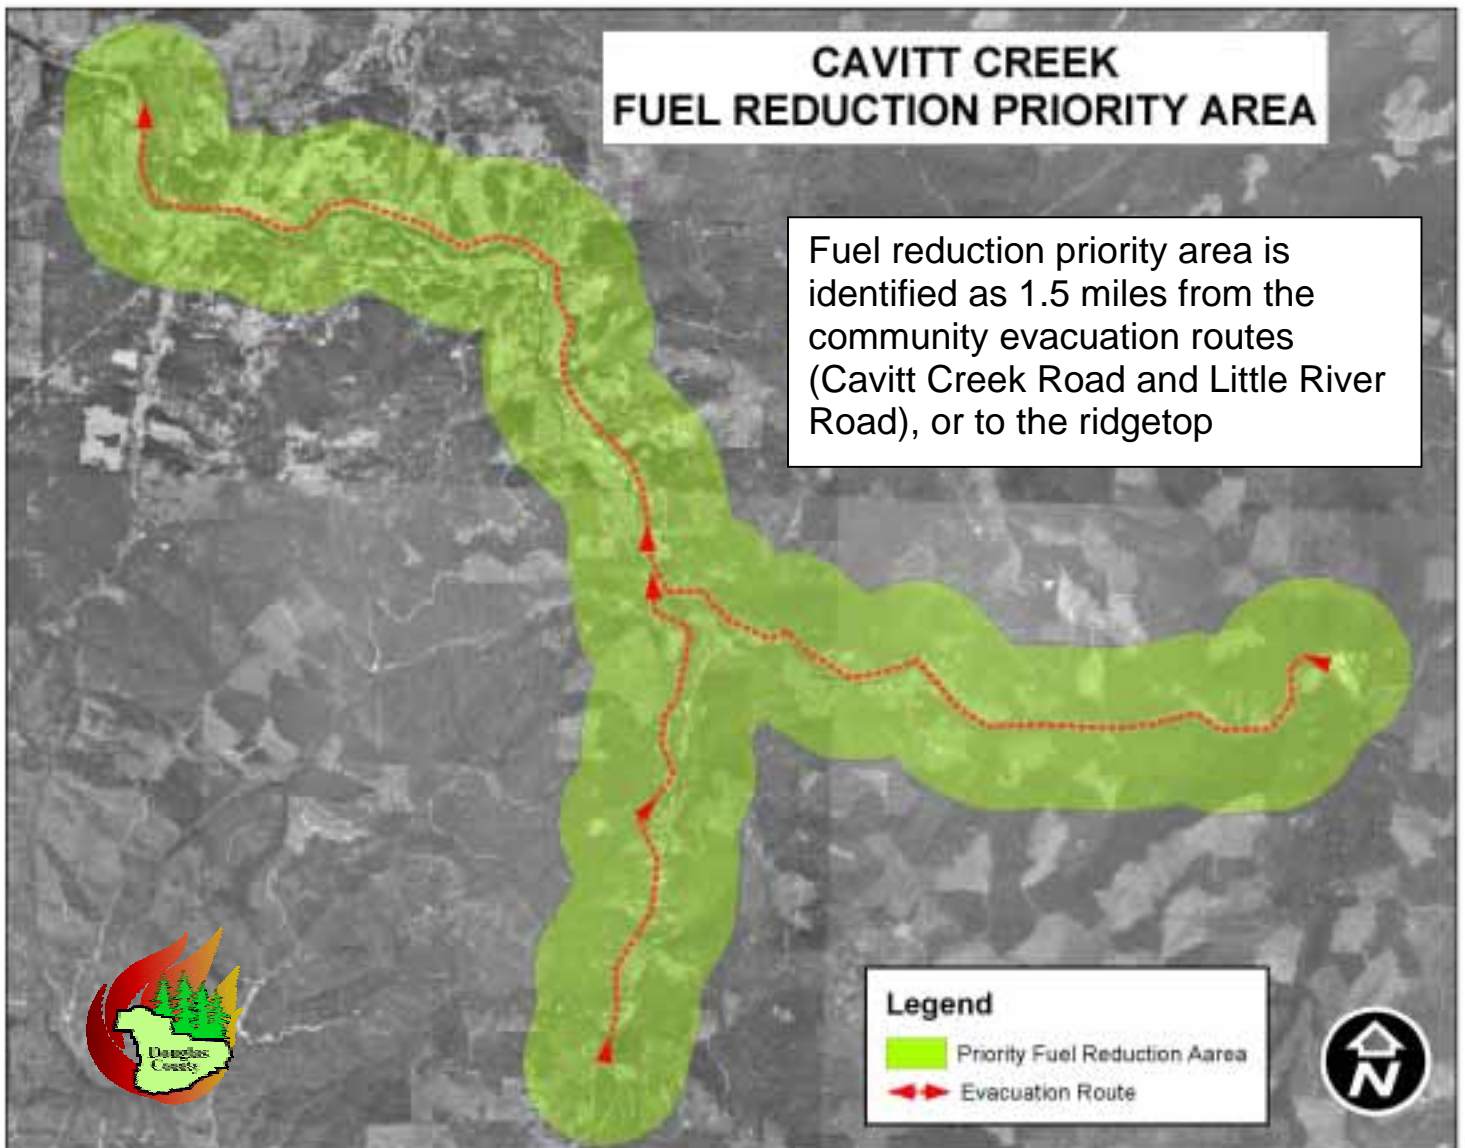 CAVITT CREEK
FUEL REDUCTION PRIORITY AREA
Fuel reduction priority area is
identified as 1.5 miles from the
community evacuation routes
(Cavitt Creek Road and Little River
Road), or to the ridgetop
Legend
Priority Fuel Reduction Aarea
Evacuation Route
N
Douglas
County